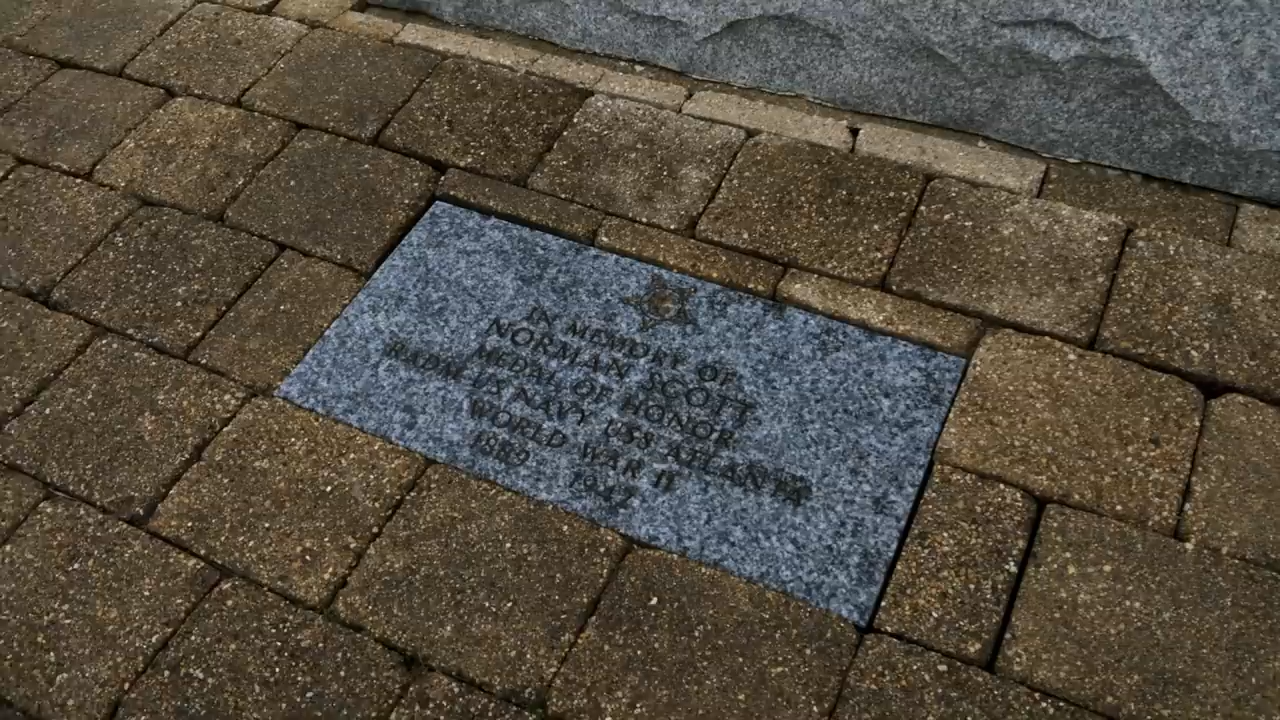 IN MEMORY OF
NORMAN SCOTT
MEDAL OF HONOR
RADM US NAVY USS ATLANTA
WORLD WAR II
1889 1942